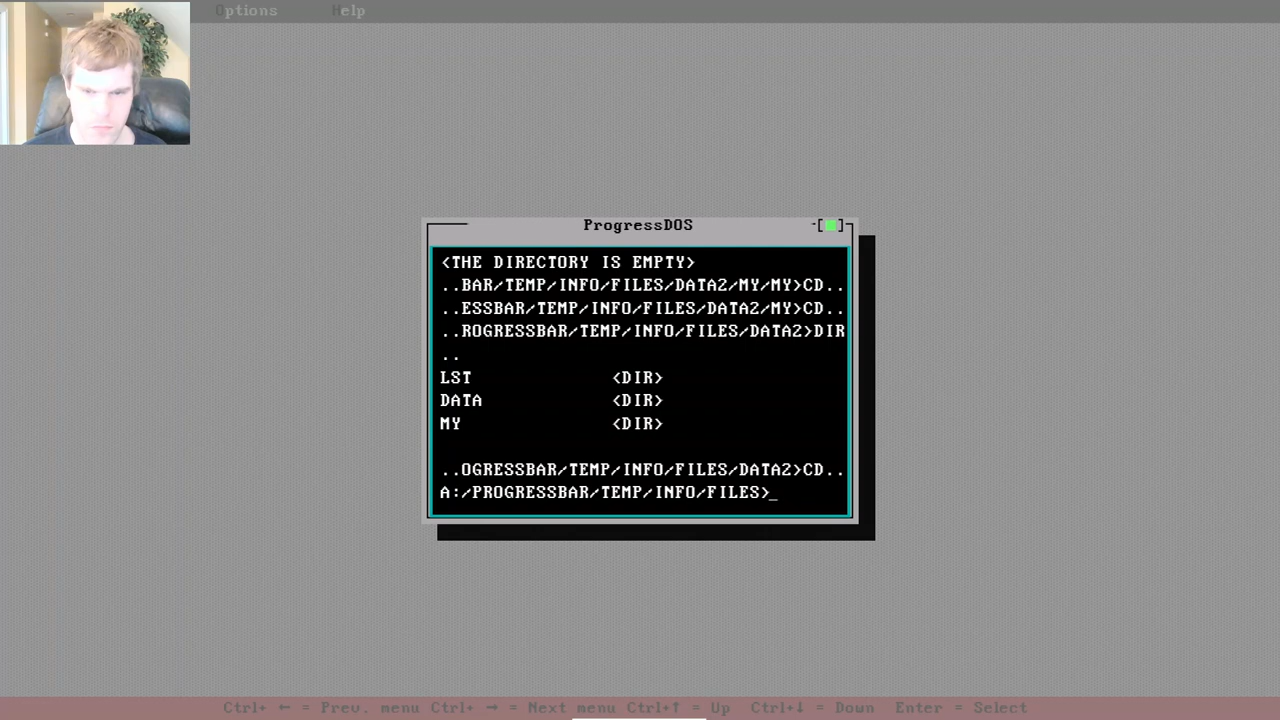 Options Help
ProgressDOS
<THE DIRECTORY IS EMPTY>
..BAR/TEMP/INFO/FILES/DATA2/MY/MY>CD..
..ESSBAR/TEMP/INFO/FILES/DATA2/MY>CD..
..ROGRESSBAR/TEMP/INFO/FILES/DATA2>DIR
..
LST <DIR>
DATA <DIR>
MY <DIR>
..OGRESSBAR/TEMP/INFO/FILES/DATA2>CD..
A:/PROGRESSBAR/TEMP/INFO/FILES>_
Ctrl+ ← = Prev. menu Ctrl+ → = Next menu Ctrl+↑ = Up Ctrl+↓ = Down Enter = Select